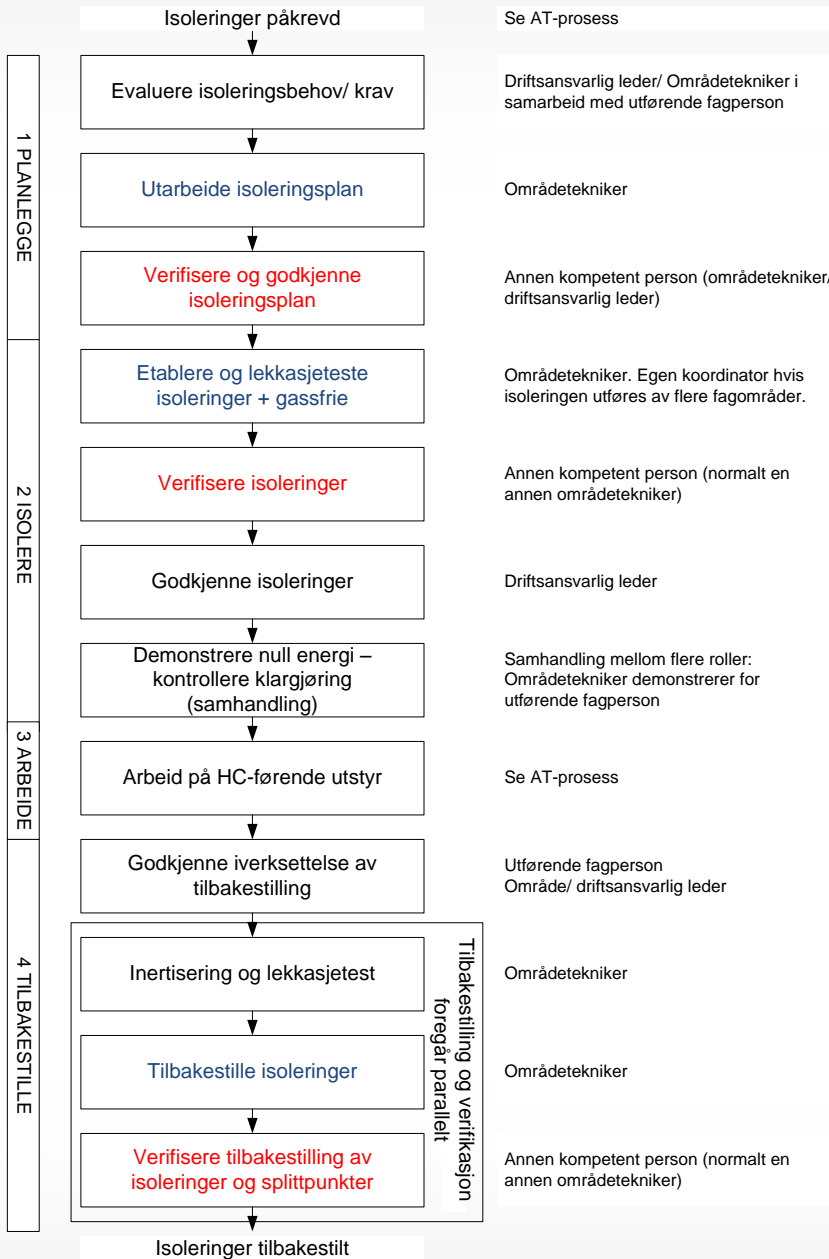 Isoleringer påkrevd
Se AT-prosess
1 PLANLEGGE
Evaluere isoleringsbehov/ krav
Driftsansvarlig leder/ Områdetekniker i
samarbeid med utførende fagperson
Utarbeide isoleringsplan
Områdetekniker
Verifisere og godkjenne
isoleringsplan
Annen kompetent person (områdetekniker/
driftsansvarlig leder)
2 ISOLERE
Etablere og lekkasjeteste
isoleringer + gassfrie
Områdetekniker. Egen koordinator hvis
isoleringen utføres av flere fagområder.
Verifisere isoleringer
Annen kompetent person (normalt en
annen områdetekniker)
Godkjenne isoleringer
Driftsansvarlig leder
Demonstrere null energi –
kontrollere klargjøring
(samhandling)
Samhandling mellom flere roller:
Områdetekniker demonstrerer for
utførende fagperson
3 ARBEIDE
Arbeid på HC-førende utstyr
Se AT-prosess
4 TILBAKESTILLE
Godkjenne iverksettelse av
tilbakestilling
Utførende fagperson
Område/ driftsansvarlig leder
Tilbakestilling og verifikasjon
foregår parallelt
Inertisering og lekkasjetest
Områdetekniker
Tilbakestille isoleringer
Områdetekniker
Verifisere tilbakestilling av
isoleringer og splittpunkter
Annen kompetent person (normalt en
annen områdetekniker)
Isoleringer tilbakestilt